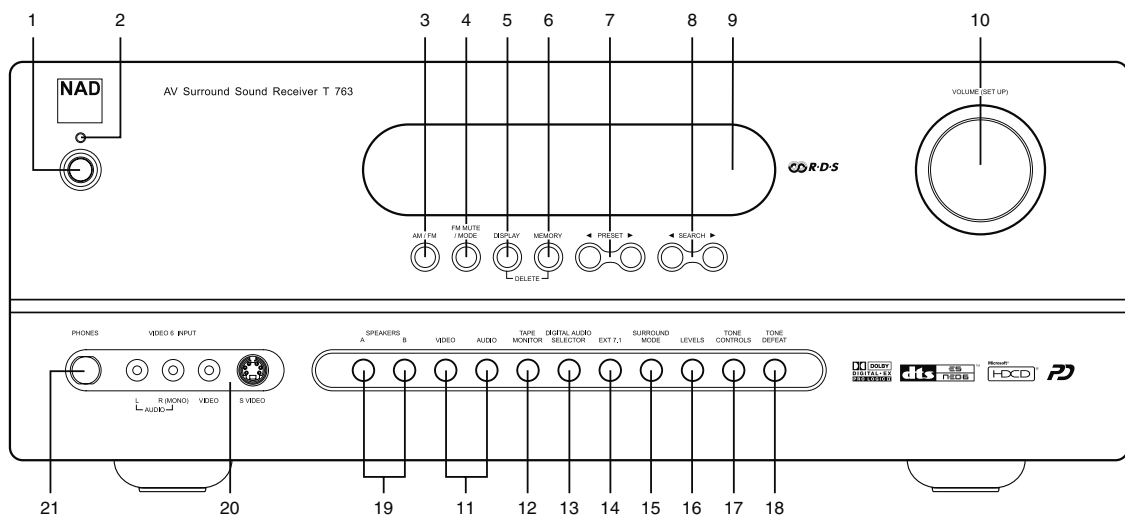 1 2 3 4 5 6 7 8 9 10
NAD
AV Surround Sound Receiver T 763
VOLUME (SET UP)
R·D·S
AM / FM
FM MUTE
/ MODE
DISPLAY
MEMORY
◄ PRESET ►
◄ SEARCH ►
DELETE
PHONES
VIDEO 6 INPUT
SPEAKERS
A
B
VIDEO
AUDIO
TAPE
MONITOR
DIGITAL AUDIO
SELECTOR
EXT 7.1
SURROUND
MODE
LEVELS
TONE
CONTROLS
TONE
DEFEAT
L
R (MONO)
AUDIO
VIDEO
S VIDEO
DOLBY
DIGITAL·EX
PRO LOGIC II
dts
ES
NEO:6
™
Microsoft®
HDCD®
PD
21 20 19 11 12 13 14 15 16 17 18